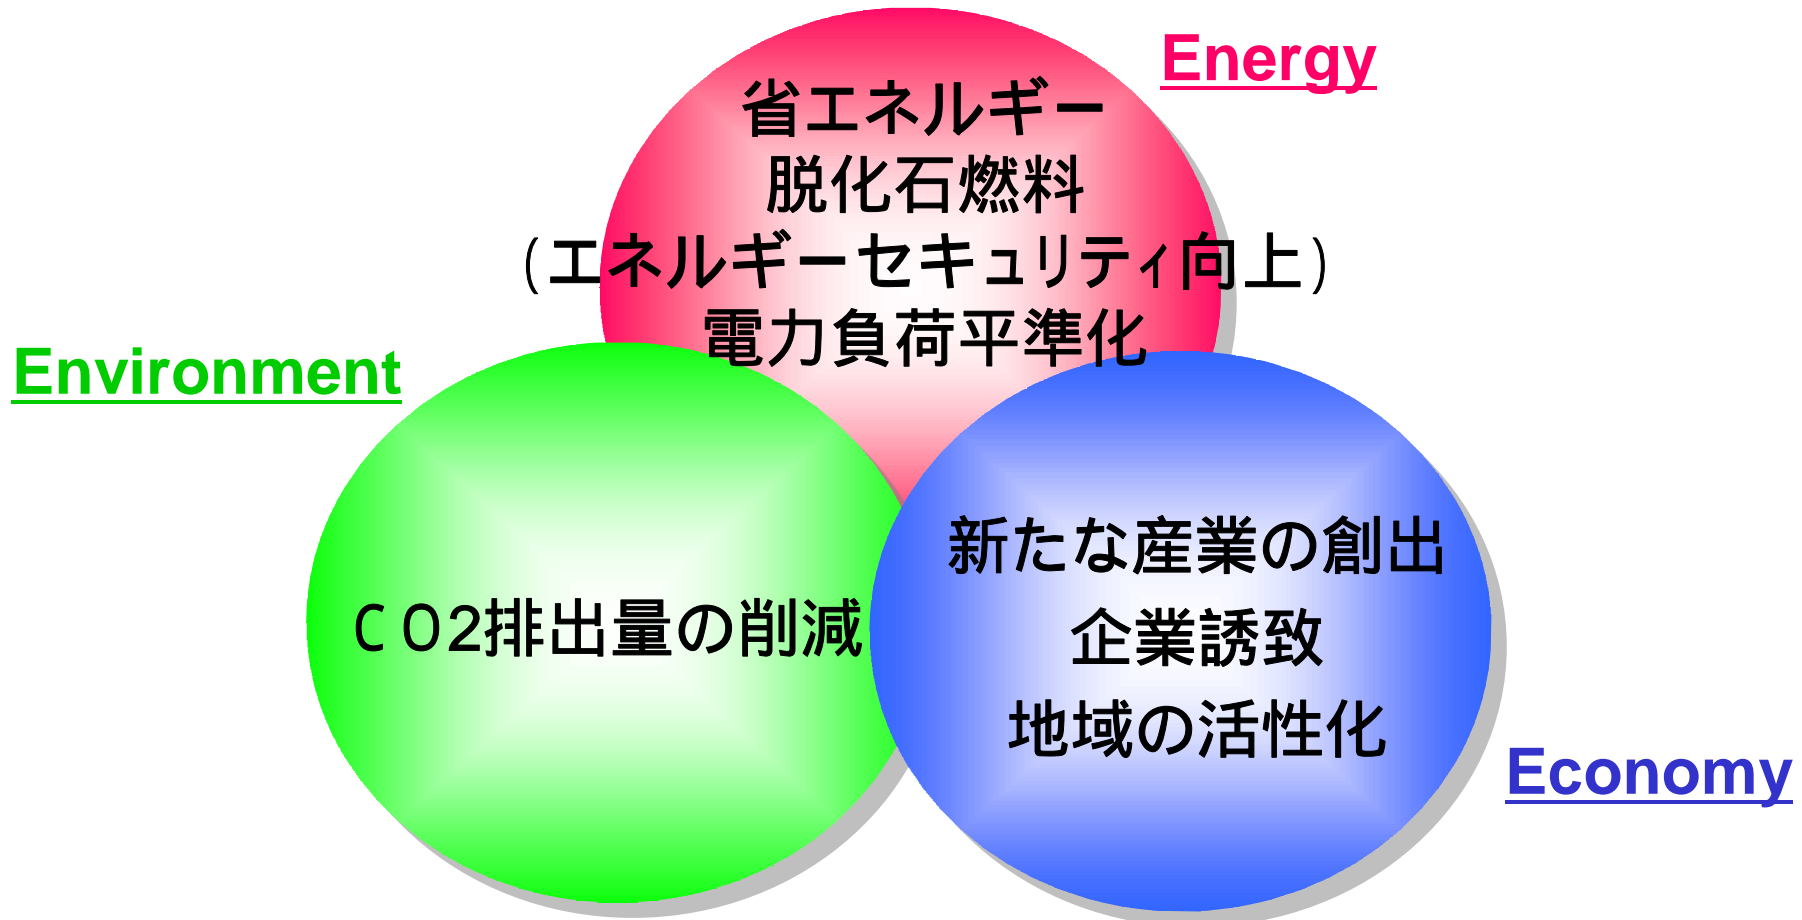 Energy
省エネルギー
脱化石燃料
(エネルギーセキュリティ向上)
電力負荷平準化
Environment
CO2排出量の削減
新たな産業の創出
企業誘致
地域の活性化
Economy